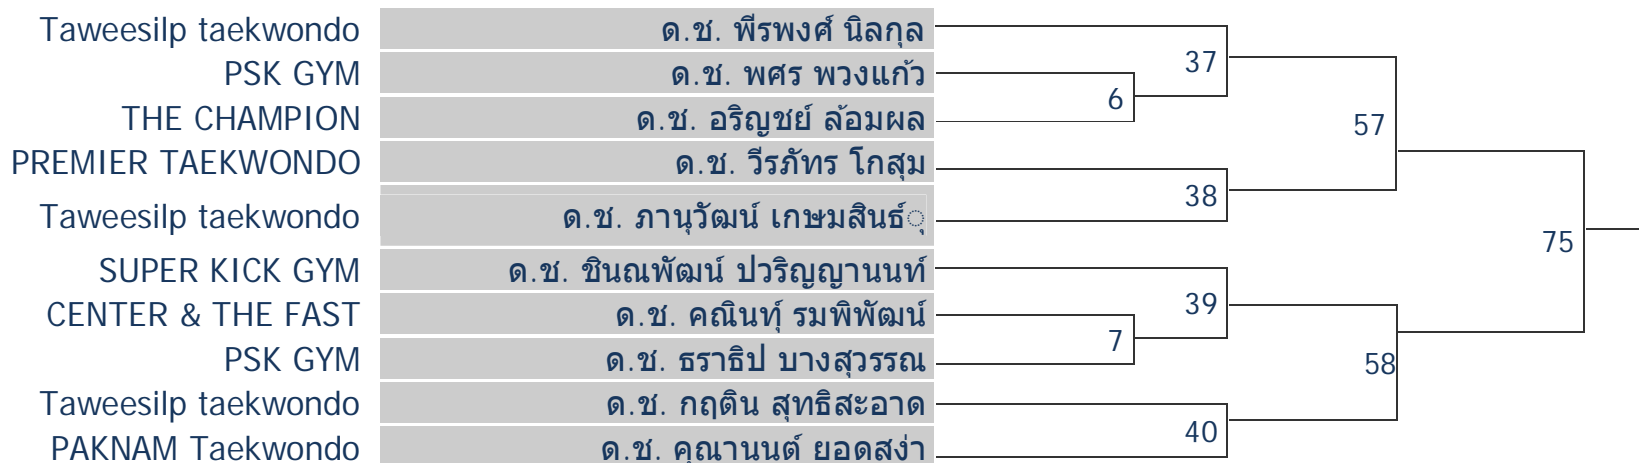 Taweesilp taekwondo ด.ช. พีรพงศ์ นิลกุล
37
PSK GYM ด.ช. พศร พวงแก้ว
6
THE CHAMPION ด.ช. อริญชย์ ล้อมผล
57
PREMIER TAEKWONDO ด.ช. วีรภัทร โกสุม
38
Taweesilp taekwondo ด.ช. ภานุวัฒน์ เกษมสินธ์ุ
75
SUPER KICK GYM ด.ช. ชินณพัฒน์ ปวริญญานนท์
39
CENTER & THE FAST ด.ช. คณินทุ์ รมพิพัฒน์
7
PSK GYM ด.ช. ธราธิป บางสุวรรณ
58
Taweesilp taekwondo ด.ช. กฤติน สุทธิสะอาด
40
PAKNAM Taekwondo ด.ช. คุณานนต์ ยอดสง่า